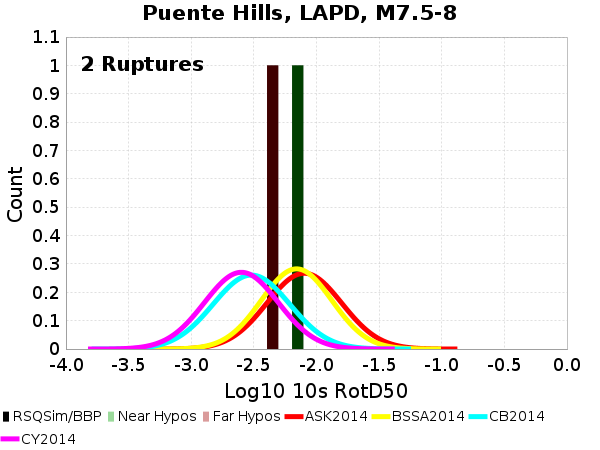 Puente Hills, LAPD, M7.5-8
2 Ruptures
1.1
1
0.9
0.8
0.7
0.6
0.5
0.4
0.3
0.2
0.1
0
Count
-4.0 -3.5 -3.0 -2.5 -2.0 -1.5 -1.0 -0.5 0.0
Log10 10s RotD50
RSQSim/BBP Near Hypos Far Hypos ASK2014 BSSA2014 CB2014
CY2014